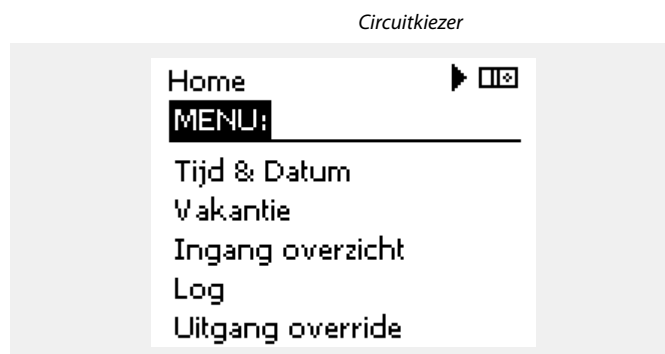 Circuitkiezer
Home
MENU:
Tijd & Datum
Vakantie
Ingang overzicht
Log
Uitgang override